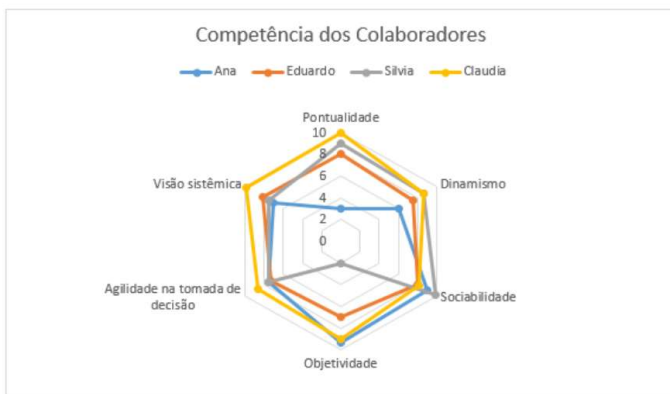 Competência dos Colaboradores
Ana Eduardo Silvia Claudia
Pontualidade
10
8
6
4
2
0
Dinamismo
Sociabilidade
Objetividade
Agilidade na tomada de
decisão
Visão sistêmica